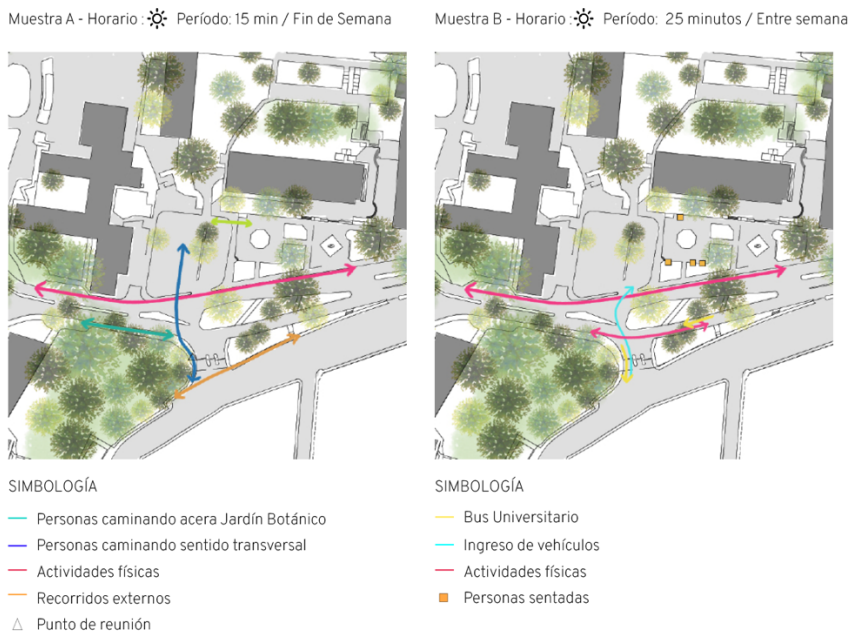 Muestra A - Horario : Período: 15 min / Fin de Semana
Muestra B - Horario : Período: 25 minutos / Entre semana
SIMBOLOGÍA
Personas caminando acera Jardín Botánico
Personas caminando sentido transversal
Actividades físicas
Recorridos externos
Punto de reunión
SIMBOLOGÍA
Bus Universitario
Ingreso de vehículos
Actividades físicas
Personas sentadas